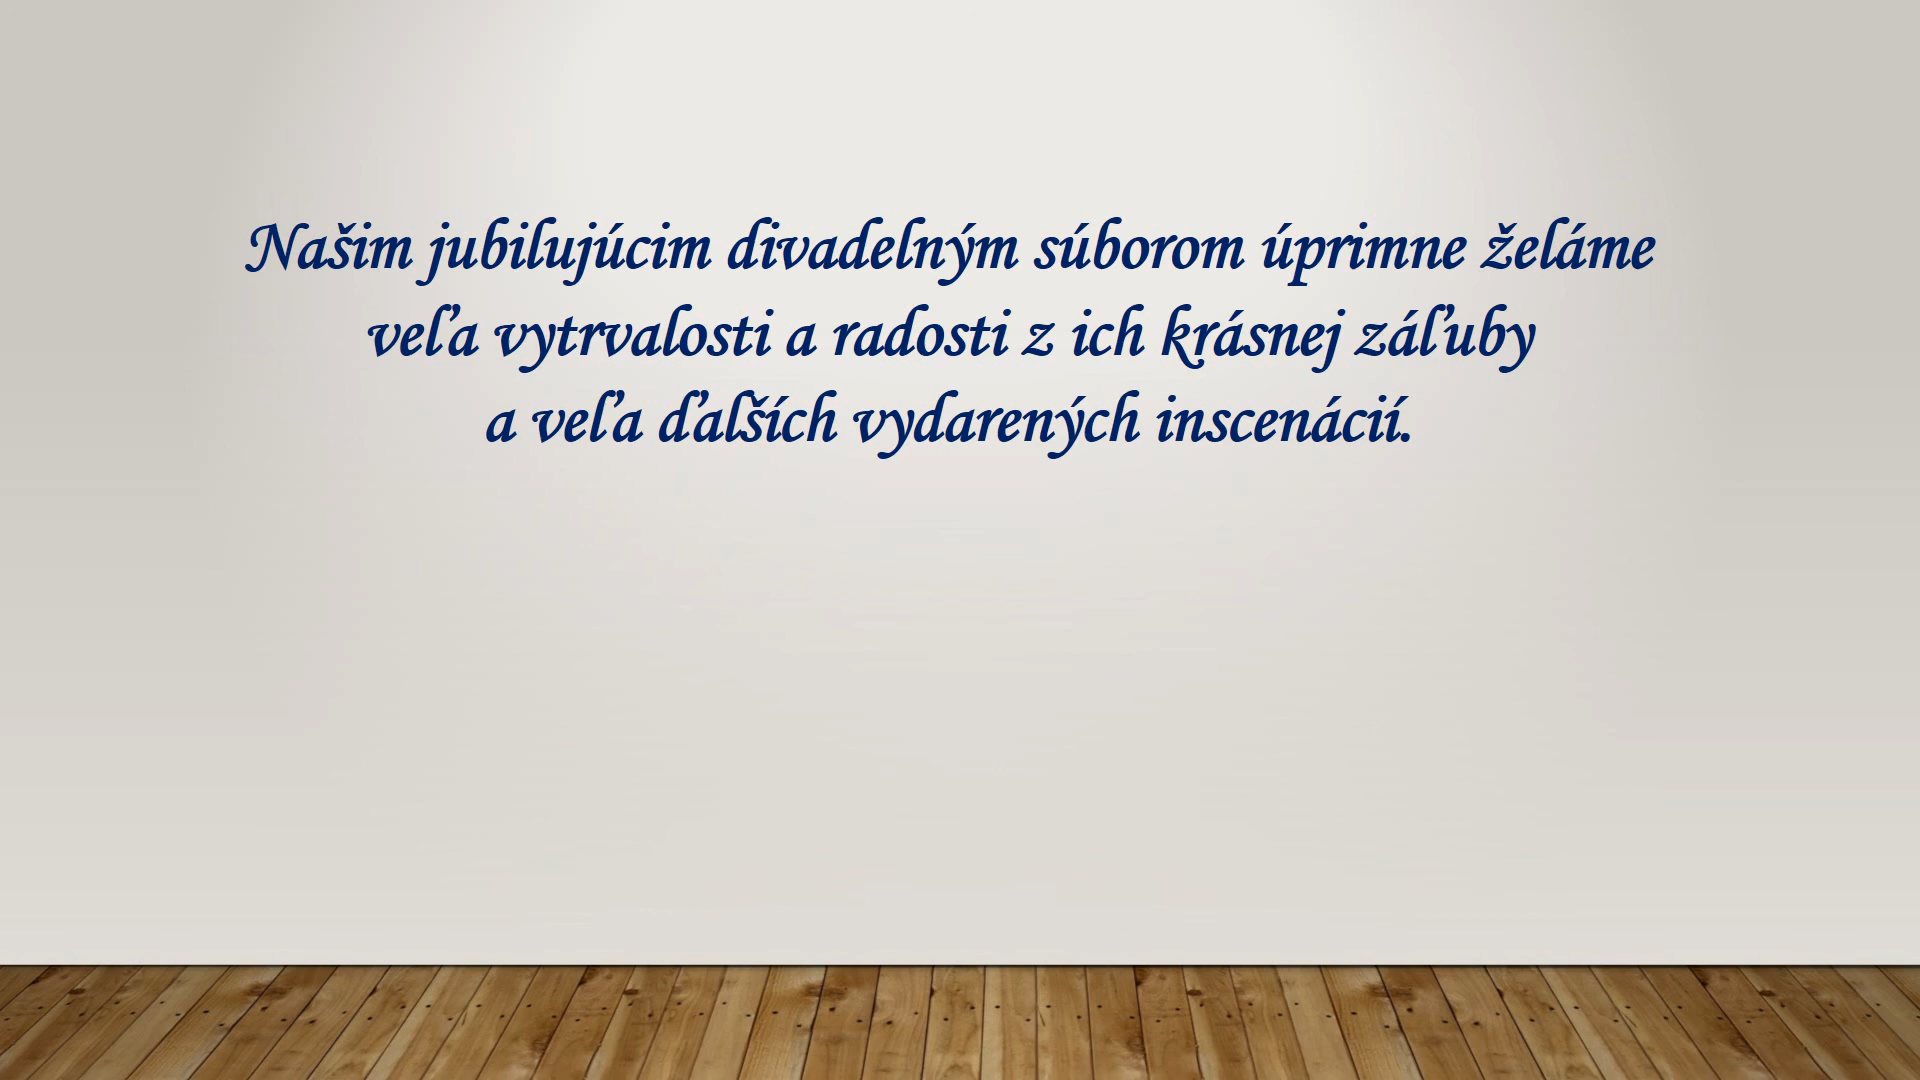 Našim jubilujúcim divadelným súborom úprimne želáme
veľa vytrvalosti a radosti z ich krásnej záľuby
a veľa ďalších vydarených inscenácií.